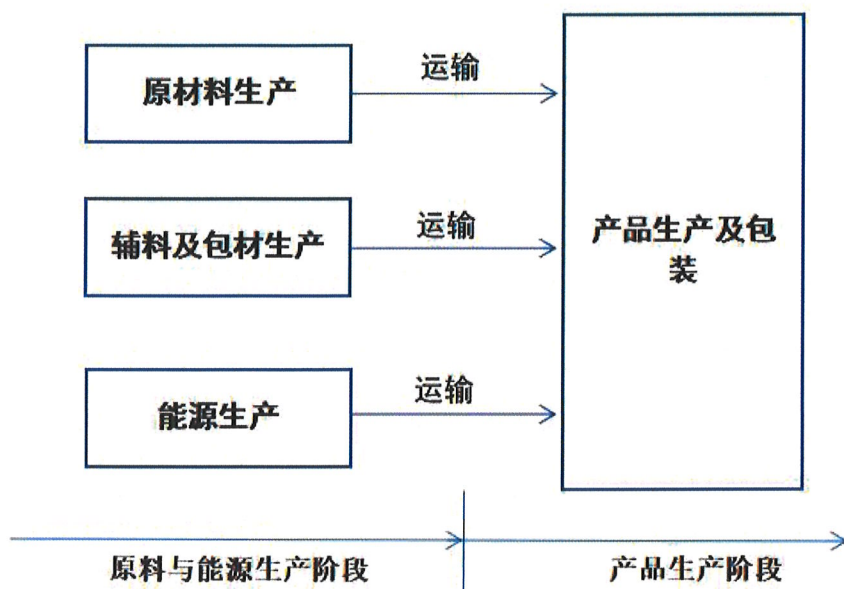 运输
原材料生产
运输
辅料及包材生产
产品生产及包
装
运输
能源生产
原料与能源生产阶段
产品生产阶段